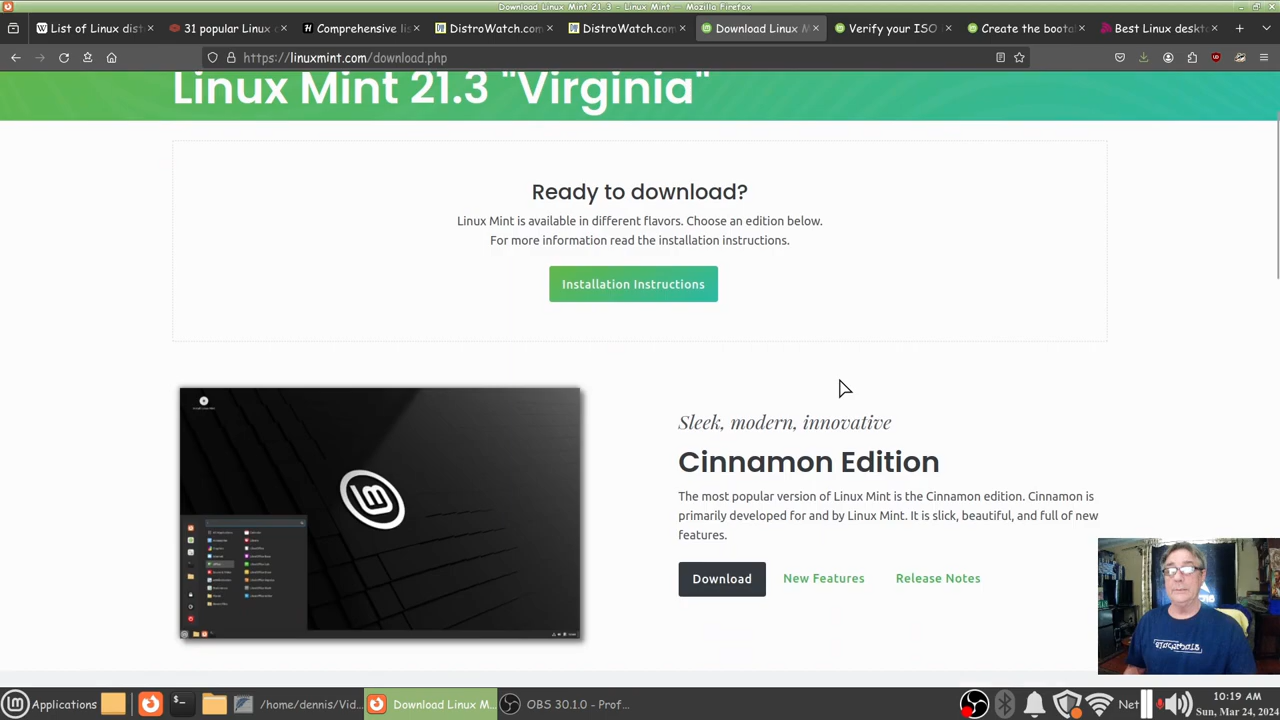 Download Linux Mint 21.3 - Linux Mint — Mozilla Firefox
List of Linux dist
31 popular Linux d
Comprehensive lis
DistroWatch.com
DistroWatch.com
Download Linux M
Verify your ISO
Create the boota
Best Linux deskto
https://linuxmint.com/download.php
Linux Mint 21.3 "Virginia"
Ready to download?
Linux Mint is available in different flavors. Choose an edition below.
For more information read the installation instructions.
Installation Instructions
Sleek, modern, innovative
Cinnamon Edition
The most popular version of Linux Mint is the Cinnamon edition. Cinnamon is
primarily developed for and by Linux Mint. It is slick, beautiful, and full of new
features.
Download
New Features
Release Notes
Applications
/home/dennis/Vid...
Download Linux M...
OBS 30.1.0 - Prof...
Net
10:19 AM
Sun, Mar 24, 2024